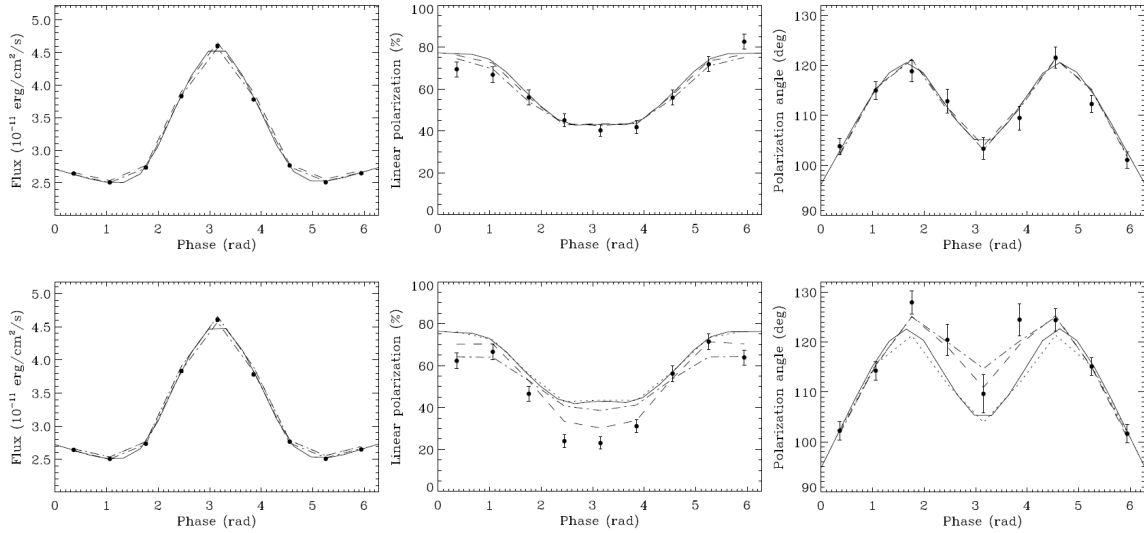 5.0
4.5
4.0
3.5
3.0
2.5
Flux (10⁻¹¹ erg/cm²/s)
0 1 2 3 4 5 6
Phase (rad)
100
80
60
40
20
0
Linear polarization (%)
0 1 2 3 4 5 6
Phase (rad)
130
120
110
100
90
Polarization angle (deg)
0 1 2 3 4 5 6
Phase (rad)
5.0
4.5
4.0
3.5
3.0
2.5
Flux (10⁻¹¹ erg/cm²/s)
0 1 2 3 4 5 6
Phase (rad)
100
80
60
40
20
0
Linear polarization (%)
0 1 2 3 4 5 6
Phase (rad)
130
120
110
100
90
Polarization angle (deg)
0 1 2 3 4 5 6
Phase (rad)